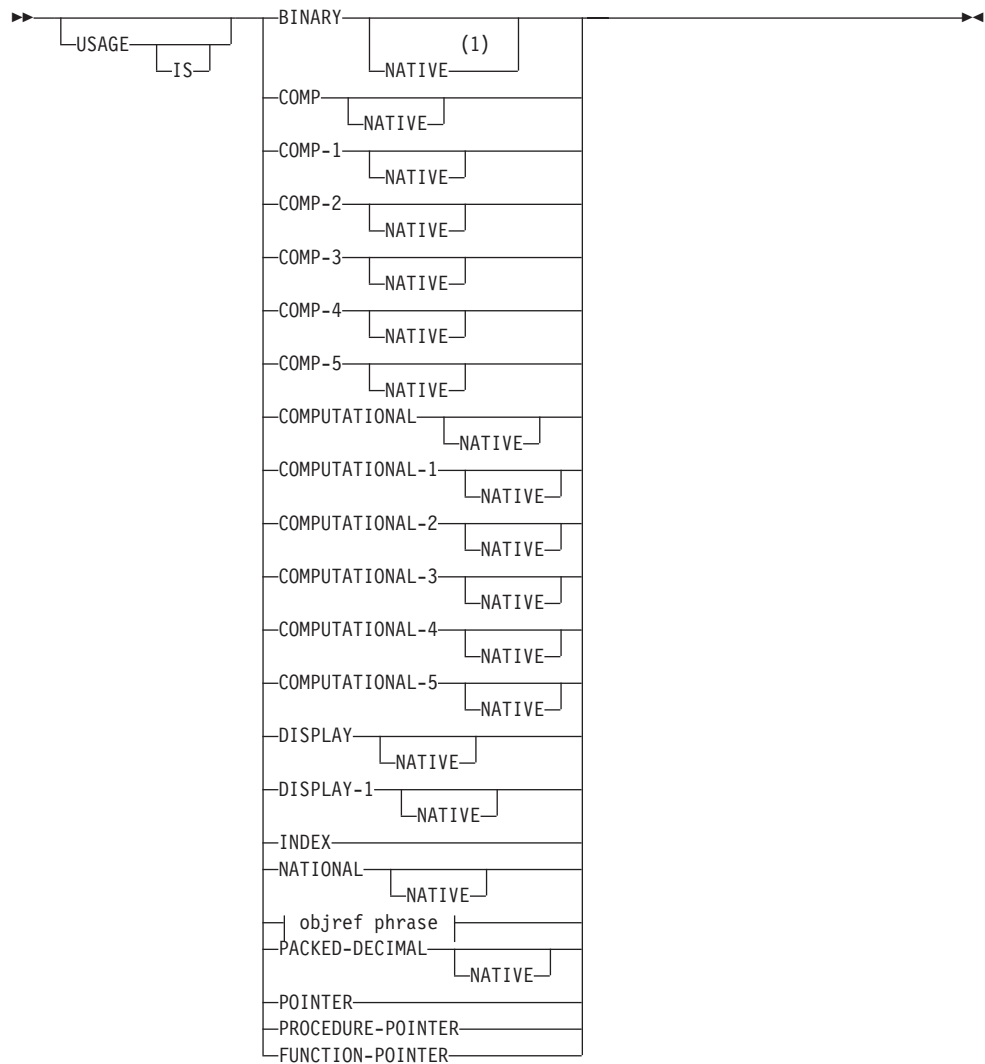 BINARY
USAGE (1)
IS NATIVE
COMP
NATIVE
COMP-1
NATIVE
COMP-2
NATIVE
COMP-3
NATIVE
COMP-4
NATIVE
COMP-5
NATIVE
COMPUTATIONAL
NATIVE
COMPUTATIONAL-1
NATIVE
COMPUTATIONAL-2
NATIVE
COMPUTATIONAL-3
NATIVE
COMPUTATIONAL-4
NATIVE
COMPUTATIONAL-5
NATIVE
DISPLAY
NATIVE
DISPLAY-1
NATIVE
INDEX
NATIONAL
NATIVE
objref phrase
PACKED-DECIMAL
NATIVE
POINTER
PROCEDURE-POINTER
FUNCTION-POINTER